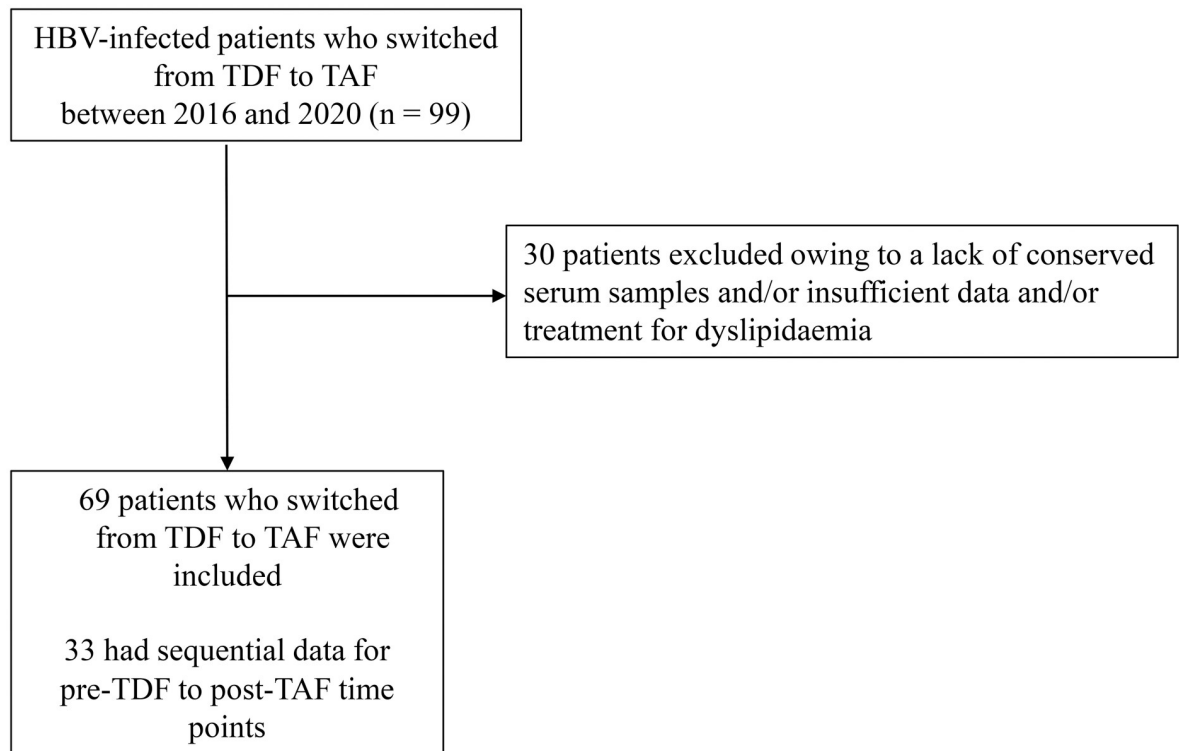 HBV-infected patients who switched
from TDF to TAF
between 2016 and 2020 (n = 99)
30 patients excluded owing to a lack of conserved
serum samples and/or insufficient data and/or
treatment for dyslipidaemia
69 patients who switched
from TDF to TAF were
included
33 had sequential data for
pre-TDF to post-TAF time
points